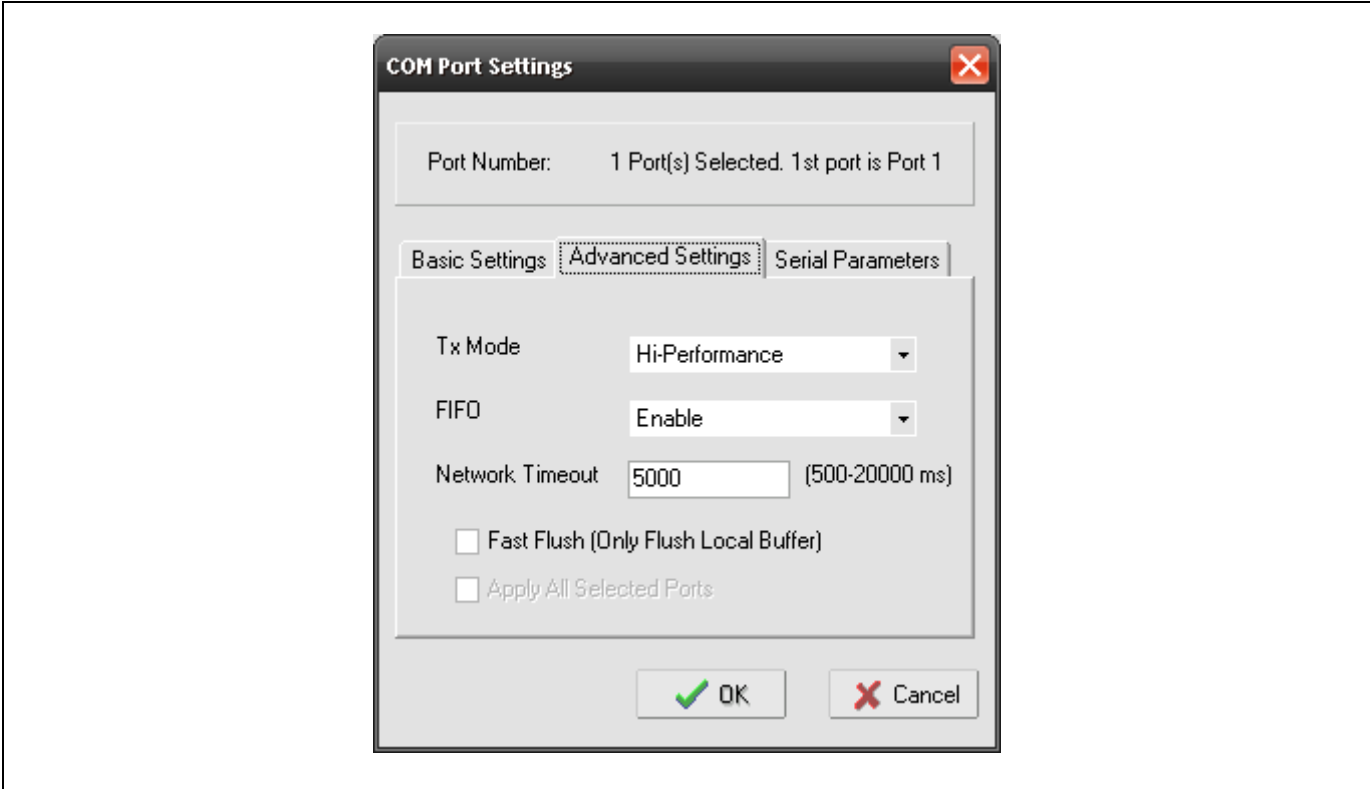 COM Port Settings
Port Number: 1 Port(s) Selected. 1st port is Port 1
Basic Settings Advanced Settings Serial Parameters
Tx Mode Hi-Performance
FIFO Enable
Network Timeout 5000 (500-20000 ms)
Fast Flush (Only Flush Local Buffer)
Apply All Selected Ports
OK Cancel